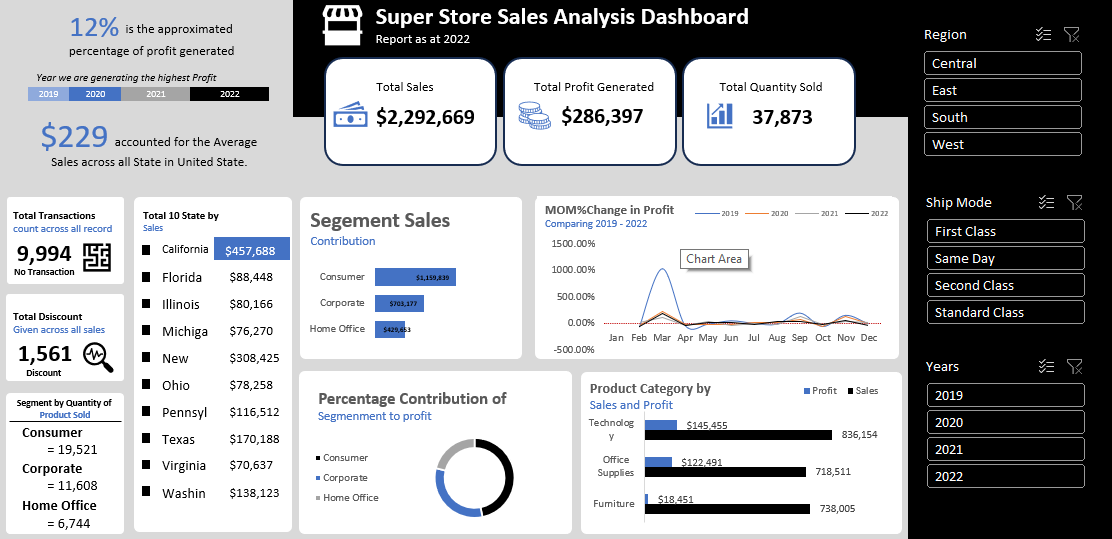 12% is the approximated
percentage of profit generated
Year we are generating the highest Profit
2019 2020 2021 2022
$229 accounted for the Average
Sales across all State in United State.
Super Store Sales Analysis Dashboard
Report as at 2022
Total Sales
$2,292,669
Total Profit Generated
$286,397
Total Quantity Sold
37,873
Region
Central
East
South
West
Ship Mode
First Class
Same Day
Second Class
Standard Class
Years
2019
2020
2021
2022
Total Transactions
count across all record
9,994
No Transaction
Total Dsiscount
Given across all sales
1,561
Discount
Segment by Quantity of
Product Sold
Consumer
= 19,521
Corporate
= 11,608
Home Office
= 6,744
Total 10 State by
Sales
California $457,688
Florida $88,448
Illinois $80,166
Michiga $76,270
New $308,425
Ohio $78,258
Pennsyl $116,512
Texas $170,188
Virginia $70,637
Washin $138,123
Segement Sales
Contribution
Consumer $1,159,839
Corporate $703,177
Home Office $429,653
MOM%Change in Profit
Comparing 2019 - 2022
2019 2020 2021 2022
Chart Area
1500.00%
1000.00%
500.00%
0.00%
-500.00%
Jan Feb Mar Apr May Jun Jul Aug Sep Oct Nov Dec
Percentage Contribution of
Segmenment to profit
Consumer
Corporate
Home Office
Product Category by
Sales and Profit
Profit Sales
Technolog
y
$145,455
836,154
Office
Supplies
$122,491
718,511
Furniture
$18,451
738,005